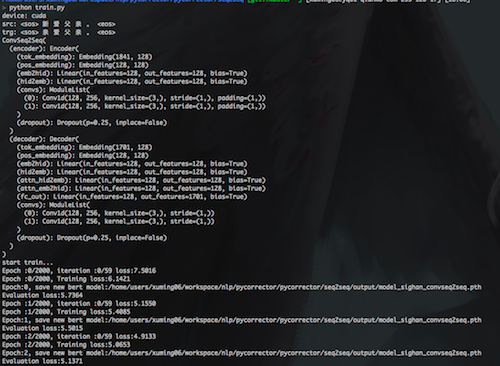 > python train.py
device: cuda
src: <sos> 新 爱 父 亲 。 <eos>
trg: <sos> 亲 爱 父 亲 。 <eos>
ConvSeq2Seq(
(encoder): Encoder(
(tok_embedding): Embedding(1841, 128)
(pos_embedding): Embedding(128, 128)
(emb2hid): Linear(in_features=128, out_features=128, bias=True)
(hid2emb): Linear(in_features=128, out_features=128, bias=True)
(convs): ModuleList(
(0): Conv1d(128, 256, kernel_size=(3,), stride=(1,), padding=(1,))
(1): Conv1d(128, 256, kernel_size=(3,), stride=(1,), padding=(1,))
)
(dropout): Dropout(p=0.25, inplace=False)
)
(decoder): Decoder(
(tok_embedding): Embedding(1701, 128)
(pos_embedding): Embedding(128, 128)
(emb2hid): Linear(in_features=128, out_features=128, bias=True)
(hid2emb): Linear(in_features=128, out_features=128, bias=True)
(attn_hid2emb): Linear(in_features=128, out_features=128, bias=True)
(attn_emb2hid): Linear(in_features=128, out_features=128, bias=True)
(fc_out): Linear(in_features=128, out_features=1701, bias=True)
(convs): ModuleList(
(0): Conv1d(128, 256, kernel_size=(3,), stride=(1,))
(1): Conv1d(128, 256, kernel_size=(3,), stride=(1,))
)
(dropout): Dropout(p=0.25, inplace=False)
)
)
start train...
Epoch :0/2000, iteration :0/59 loss:7.5016
Epoch :0/2000, Training loss:6.1421
Epoch:0, save new bert model:/home/users/xuming06/workspace/nlp/pycorrector/pycorrector/seq2seq/output/model_sighan_convseq2seq.pth
Evaluation loss:5.7364
Epoch :1/2000, iteration :0/59 loss:5.1550
Epoch :1/2000, Training loss:5.4085
Epoch:1, save new bert model:/home/users/xuming06/workspace/nlp/pycorrector/pycorrector/seq2seq/output/model_sighan_convseq2seq.pth
Evaluation loss:5.5015
Epoch :2/2000, iteration :0/59 loss:4.9133
Epoch :2/2000, Training loss:5.0653
Epoch:2, save new bert model:/home/users/xuming06/workspace/nlp/pycorrector/pycorrector/seq2seq/output/model_sighan_convseq2seq.pth
Evaluation loss:5.1371